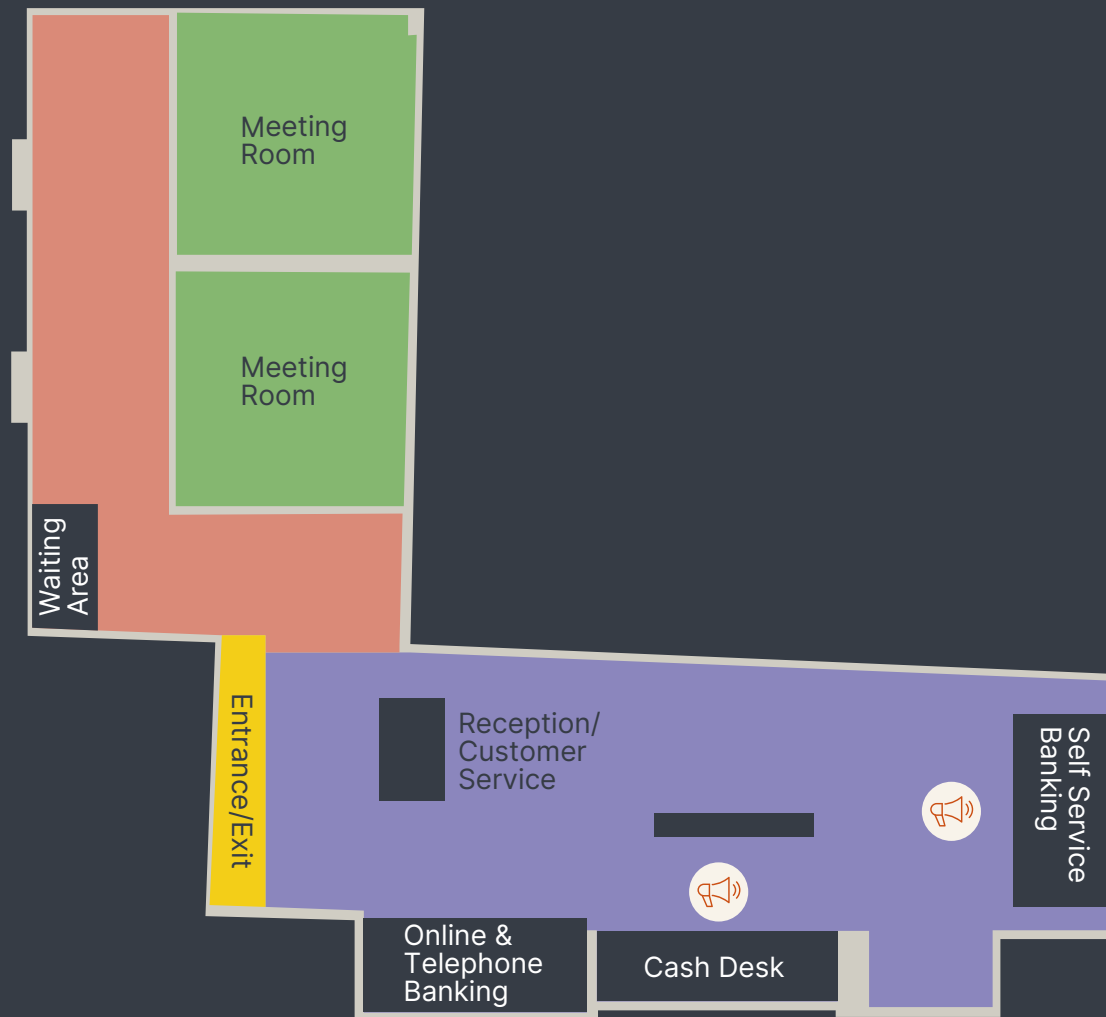 Meeting
Room
Meeting
Room
Waiting
Area
Entrance/Exit
Reception/
Customer
Service
Self Service
Banking
Online &
Telephone
Banking
Cash Desk